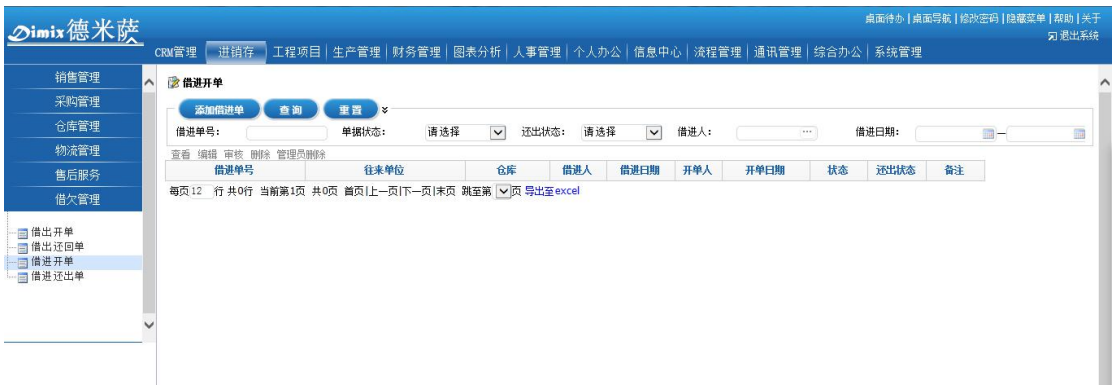 桌面待办 | 桌面导航 | 修改密码 | 隐藏菜单 | 帮助 | 关于
Dimix德米萨
退出系统
CRM管理 进销存 工程项目 | 生产管理 | 财务管理 | 图表分析 | 人事管理 | 个人办公 | 信息中心 | 流程管理 | 通讯管理 | 综合办公 | 系统管理
销售管理
采购管理
仓库管理
物流管理
售后服务
借欠管理
借出开单
借出还回单
借进开单
借进还出单
借进开单
添加借进单 查询 重置
借进单号: 单据状态: 请选择 还出状态: 请选择 借进人: ... 借进日期: —
查看 编辑 审核 删除 管理员删除
借进单号 往来单位 仓库 借进人 借进日期 开单人 开单日期 状态 还出状态 备注
每页12 行 共0行 当前第1页 共0页 首页|上一页|下一页|末页 跳至第 页 导出至excel